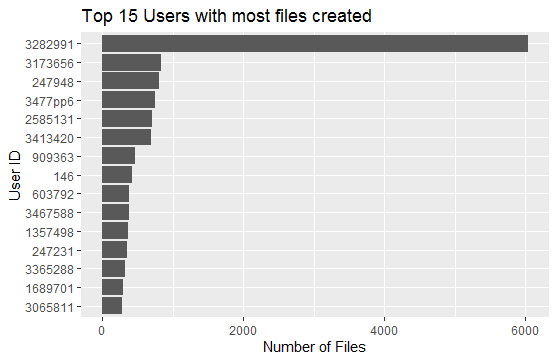 Top 15 Users with most files created
3282991
3173656
247948
3477pp6
2585131
3413420
909363
146
603792
3467588
1357498
247231
3365288
1689701
3065811
User ID
0 2000 4000 6000
Number of Files